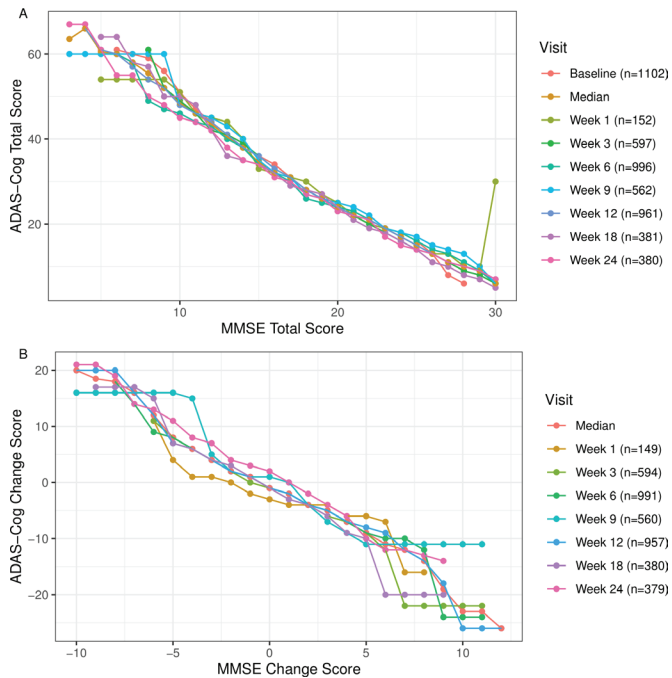 A
60
40
20
ADAS−Cog Total Score
10
20
30
MMSE Total Score
Visit
Baseline (n=1102)
Median
Week 1 (n=152)
Week 3 (n=597)
Week 6 (n=996)
Week 9 (n=562)
Week 12 (n=961)
Week 18 (n=381)
Week 24 (n=380)
B
20
10
0
−10
−20
ADAS−Cog Change Score
−10
−5
0
5
10
MMSE Change Score
Visit
Median
Week 1 (n=149)
Week 3 (n=594)
Week 6 (n=991)
Week 9 (n=560)
Week 12 (n=957)
Week 18 (n=380)
Week 24 (n=379)